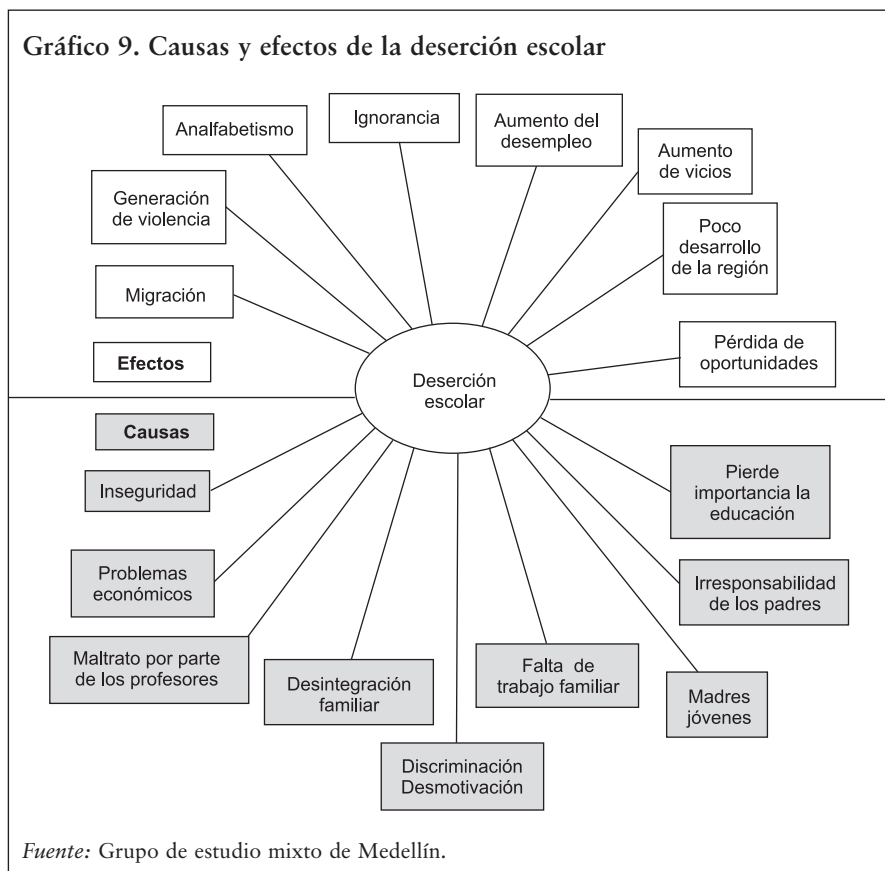 Gráfico 9. Causas y efectos de la deserción escolar
Analfabetismo
Ignorancia
Aumento del
desempleo
Aumento
de vicios
Generación
de violencia
Poco
desarrollo
de la región
Migración
Pérdida de
oportunidades
Efectos
Deserción
escolar
Causas
Inseguridad
Pierde
importancia la
educación
Problemas
económicos
Irresponsabilidad
de los padres
Maltrato por parte
de los profesores
Desintegración
familiar
Falta de
trabajo familiar
Madres
jóvenes
Discriminación
Desmotivación
Fuente: Grupo de estudio mixto de Medellín.